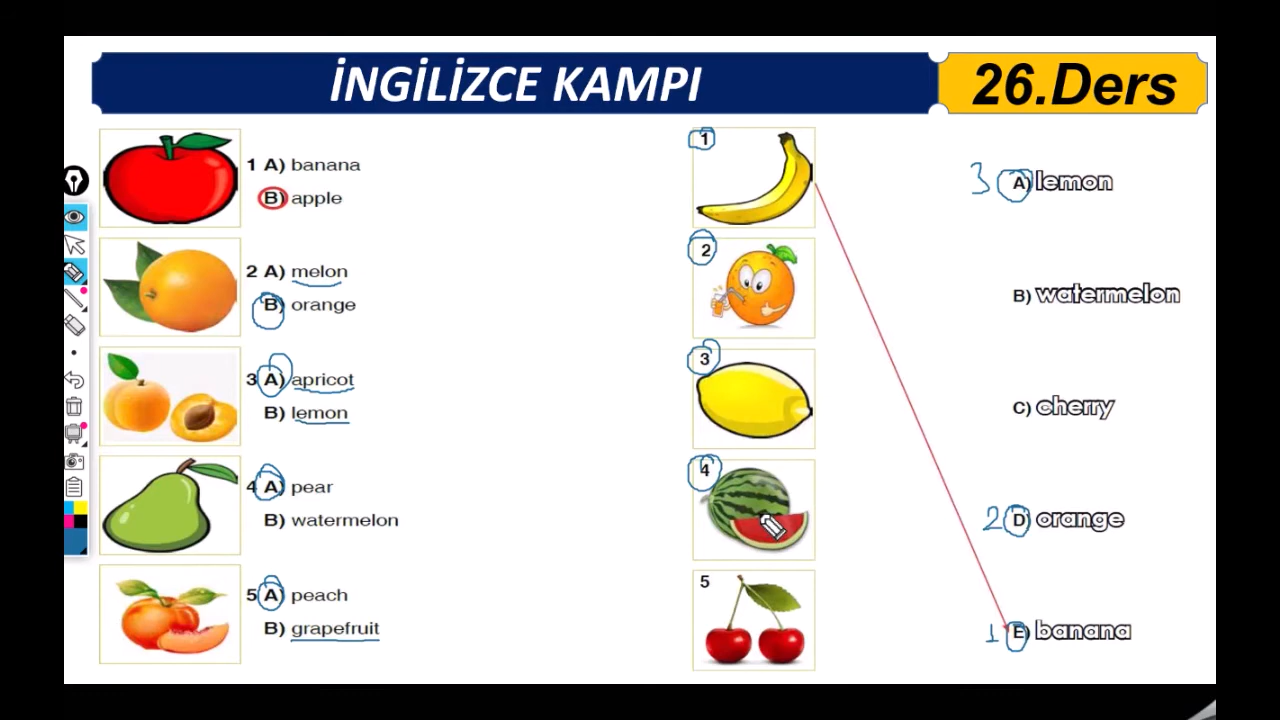 İNGİLİZCE KAMPI
26.Ders
1 A) banana
B) apple
2 A) melon
B) orange
3 A) apricot
B) lemon
4 A) pear
B) watermelon
5 A) peach
B) grapefruit
1
2
3
4
5
3 A) lemon
B) watermelon
C) cherry
2 D) orange
1 E) banana